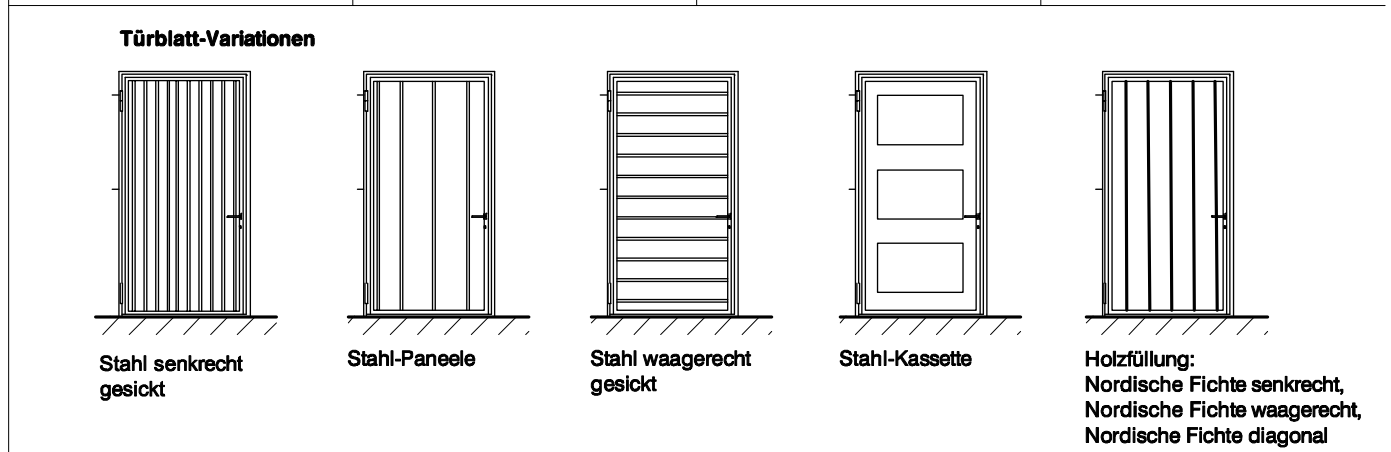 Türblatt-Variationen
Stahl senkrecht
gesickt
Stahl-Paneele
Stahl waagerecht
gesickt
Stahl-Kassette
Holzfüllung:
Nordische Fichte senkrecht,
Nordische Fichte waagerecht,
Nordische Fichte diagonal